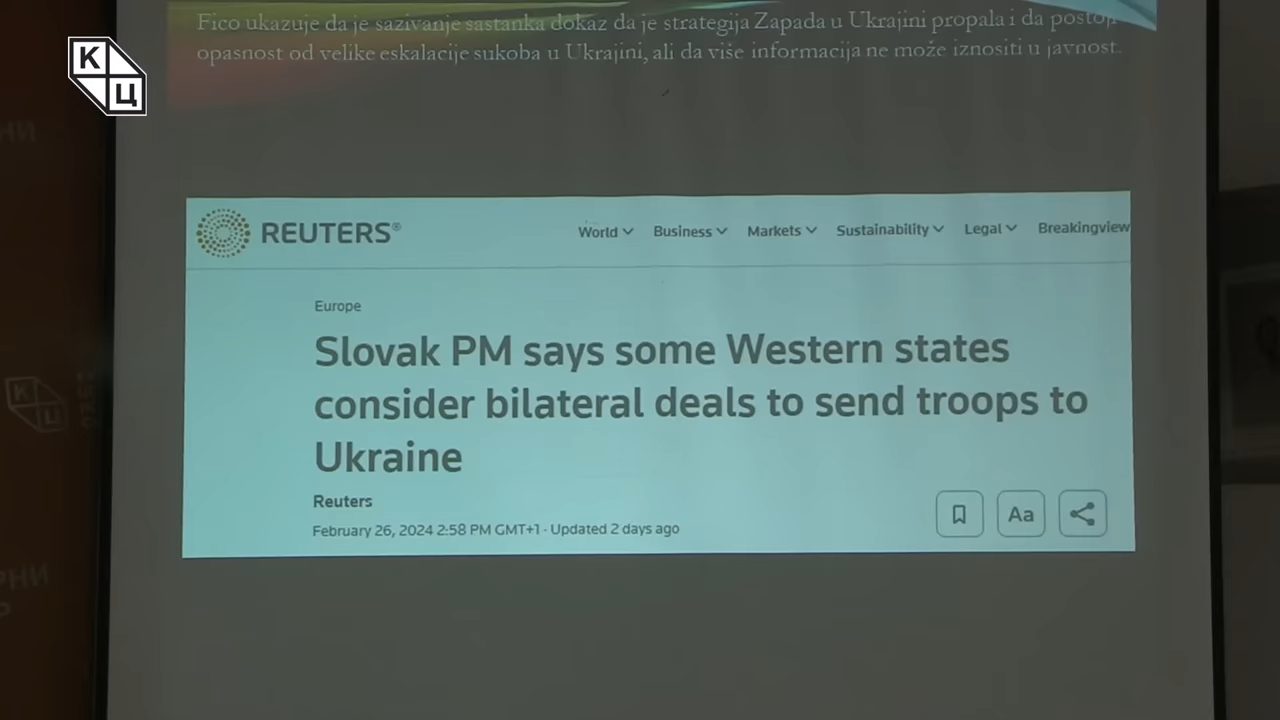 Fico ukazuje da je sazivanje sastanka dokaz da je strategija Zapada u Ukrajini propala i da postoji
opasnost od velike eskalacije sukoba u Ukrajini, ali da više informacija ne može iznositi u javnost.
К
Ц
REUTERS®
World Business Markets Sustainability Legal Breakingview
Europe
Slovak PM says some Western states
consider bilateral deals to send troops to
Ukraine
Reuters
February 26, 2024 2:58 PM GMT+1 · Updated 2 days ago
Aa
К
Ц